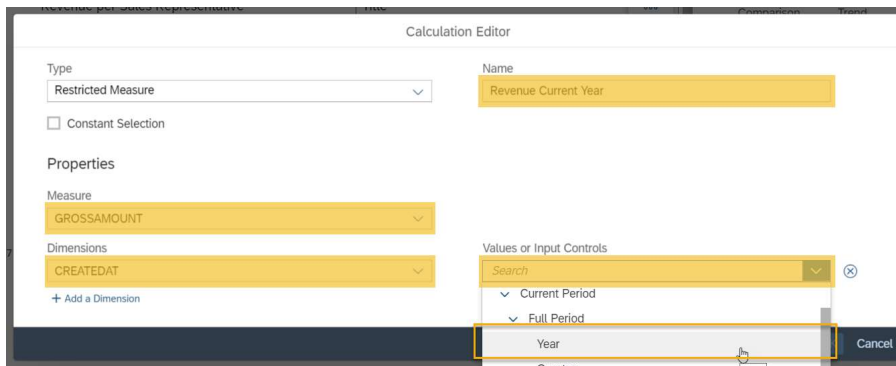 Revenue per Sales Representative
Title
Comparison
Trend
Calculation Editor
Type
Name
Restricted Measure
Revenue Current Year
Constant Selection
Properties
Measure
GROSSAMOUNT
Dimensions
Values or Input Controls
7
CREATEDAT
Search
+ Add a Dimension
Current Period
Full Period
Year
Cancel